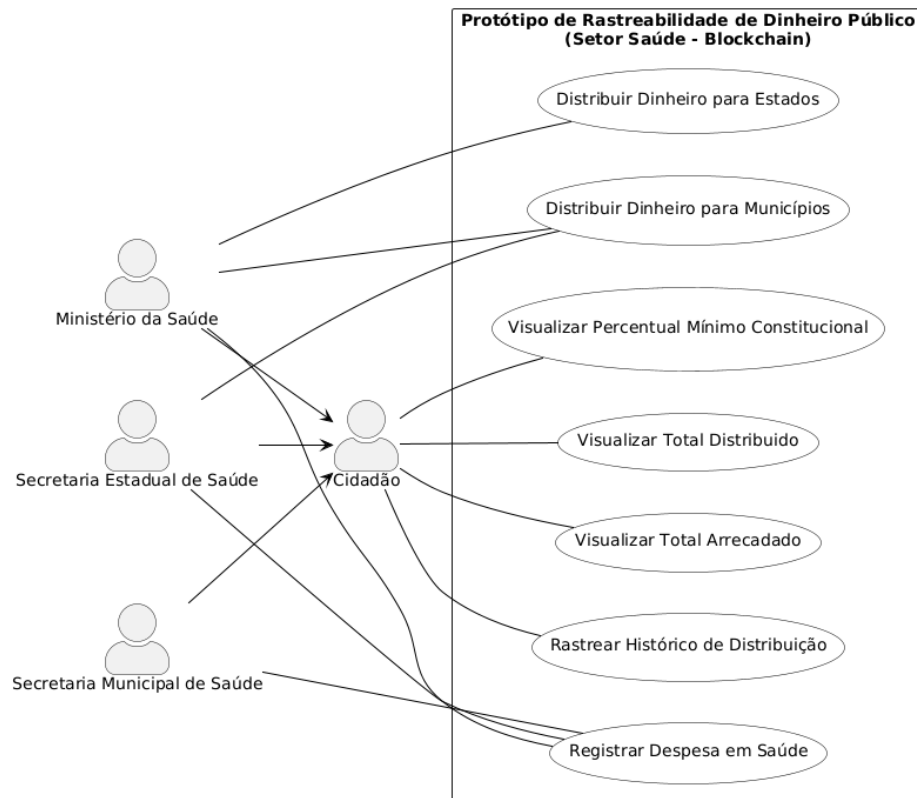 Protótipo de Rastreabilidade de Dinheiro Público
(Setor Saúde - Blockchain)
Distribuir Dinheiro para Estados
Distribuir Dinheiro para Municípios
Ministério da Saúde
Visualizar Percentual Mínimo Constitucional
Visualizar Total Distribuido
Secretaria Estadual de Saúde
Cidadão
Visualizar Total Arrecadado
Rastrear Histórico de Distribuição
Secretaria Municipal de Saúde
Registrar Despesa em Saúde